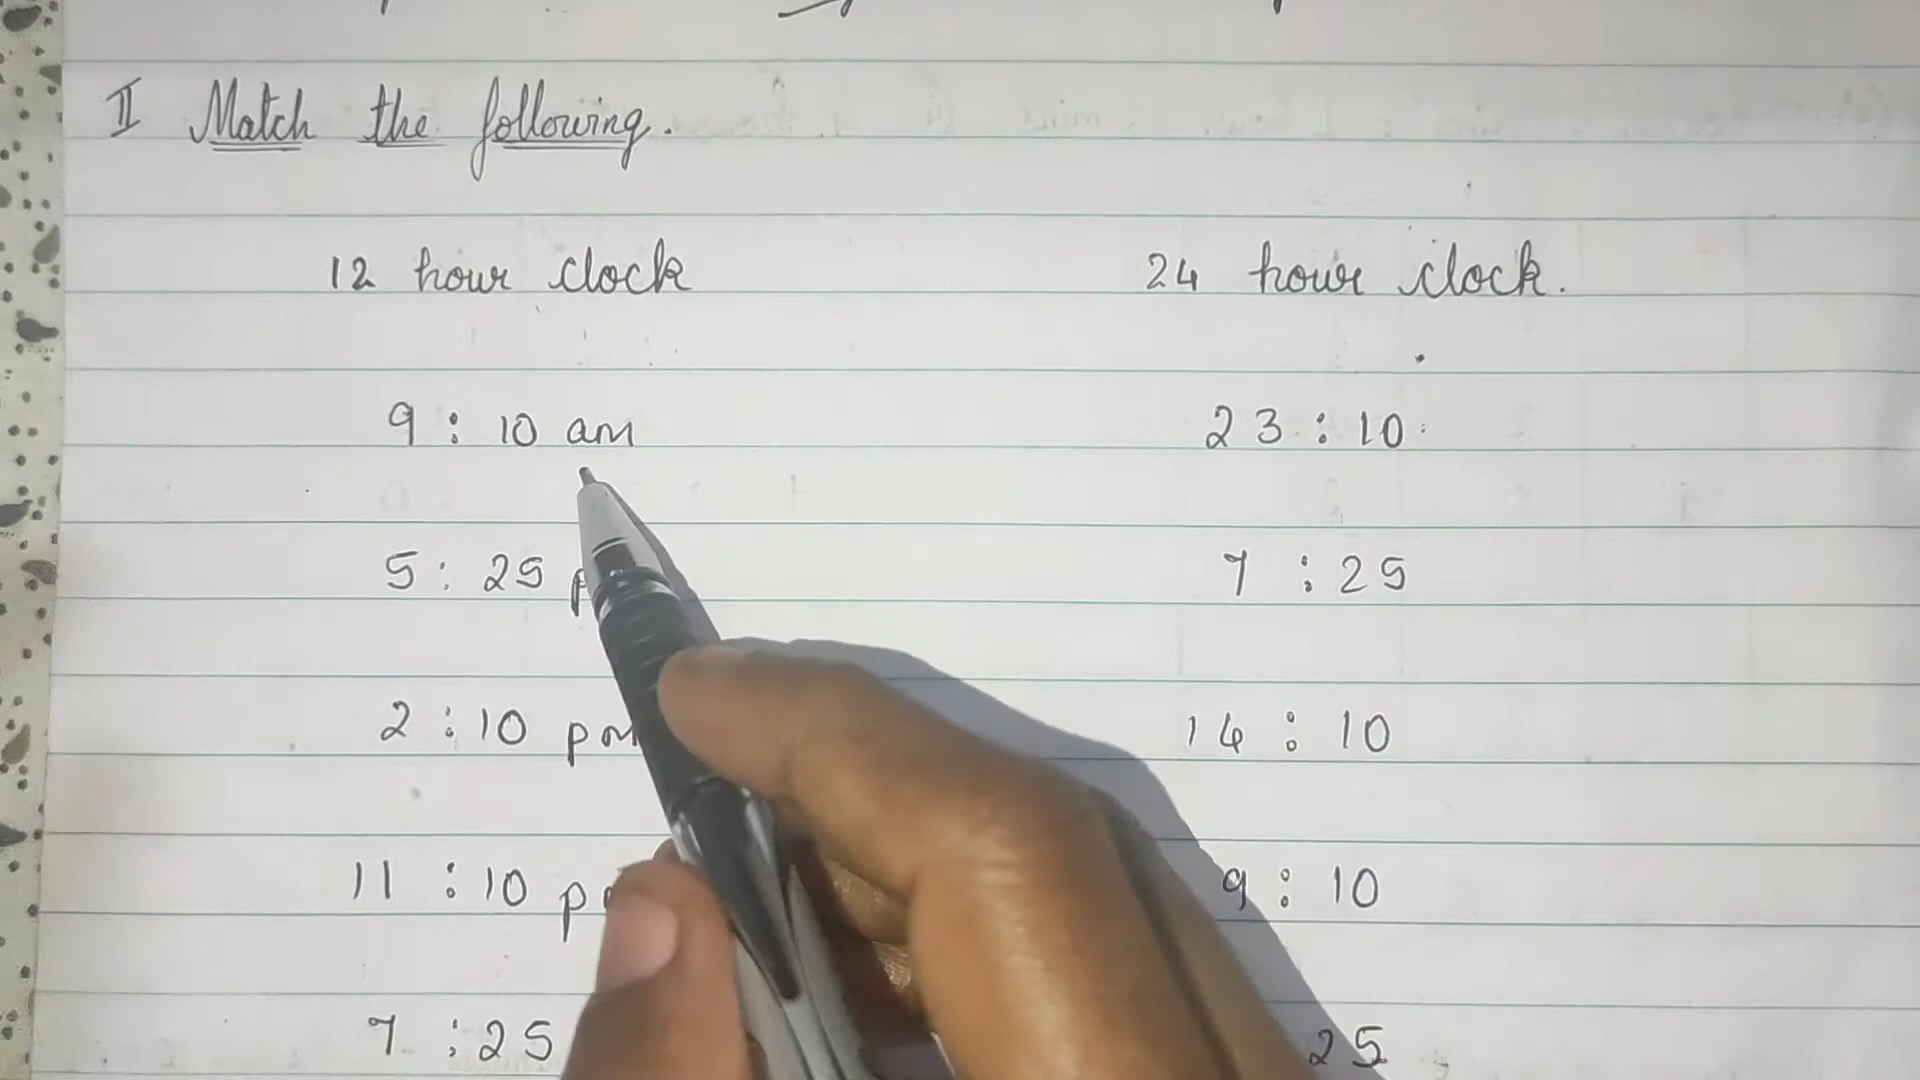 II Match the following.
12 hour clock 24 hour clock.
9 : 10 am 23 : 10
5 : 25 7 : 25
2 : 10 pm 14 : 10
11 : 10 9 : 10
7 : 25 25